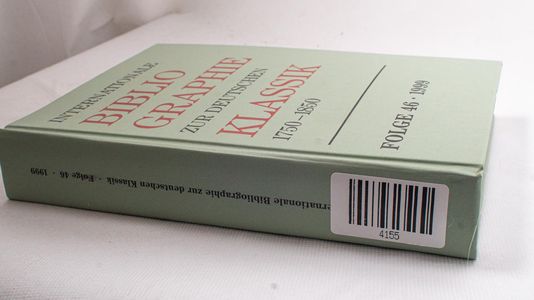 INTERNATIONALE
BIBLIO
GRAPHIE
ZUR DEUTSCHEN
KLASSIK
1750–1850
FOLGE 46 · 1999
ernationale Bibliographie zur deutschen Klassik · Folge 46 · 1999
4155